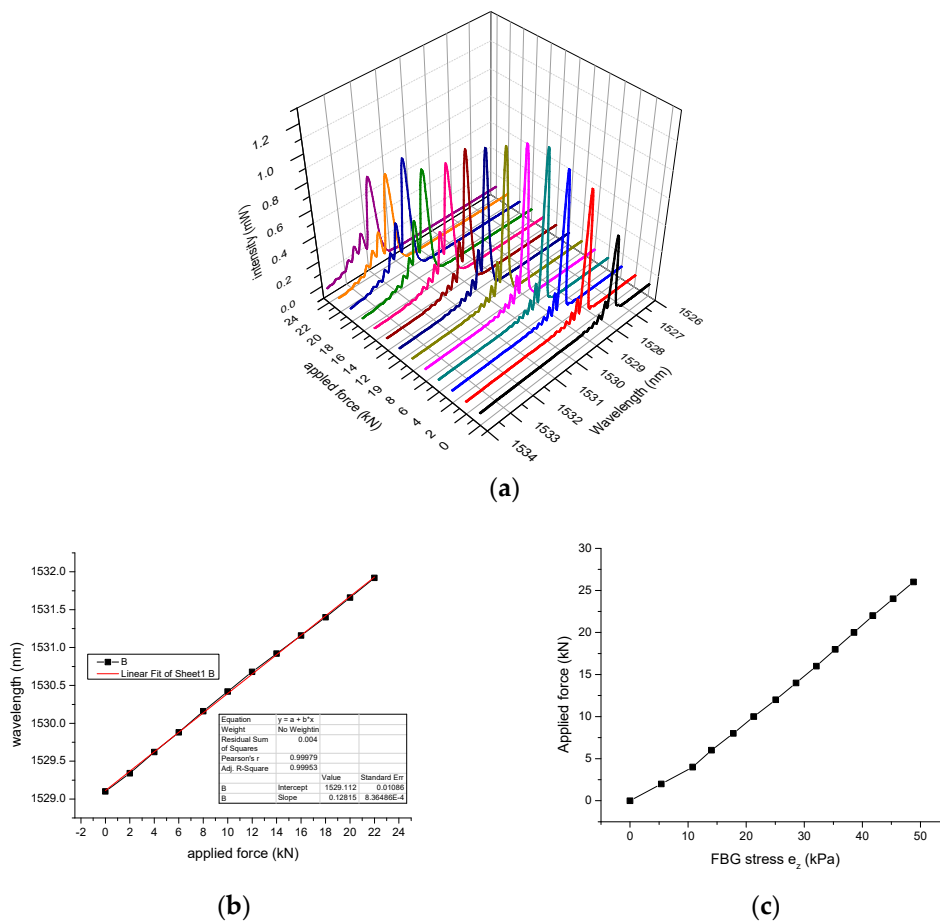 1.2
1.0
0.8
0.6
0.4
0.2
0.0
intensity (mW)
24
22
20
18
16
14
12
10
8
6
4
2
0
applied force (kN)
1526
1527
1528
1529
1530
1531
1532
1533
1534
Wavelength (nm)
(a)
1532.0
1531.5
1531.0
1530.5
1530.0
1529.5
1529.0
wavelength (nm)
B
Linear Fit of Sheet1 B
Equation y = a + b*x
Weight No Weightin
Residual Sum of Squares 0.004
Pearson's r 0.99979
Adj. R-Square 0.99953
Value Standard Err
B Intercept 1529.112 0.01086
B Slope 0.12815 8.36486E-4
-2 0 2 4 6 8 10 12 14 16 18 20 22 24
applied force (kN)
(b)
30
25
20
15
10
5
0
Applied force (kN)
0 10 20 30 40 50
FBG stress e_z (kPa)
(c)